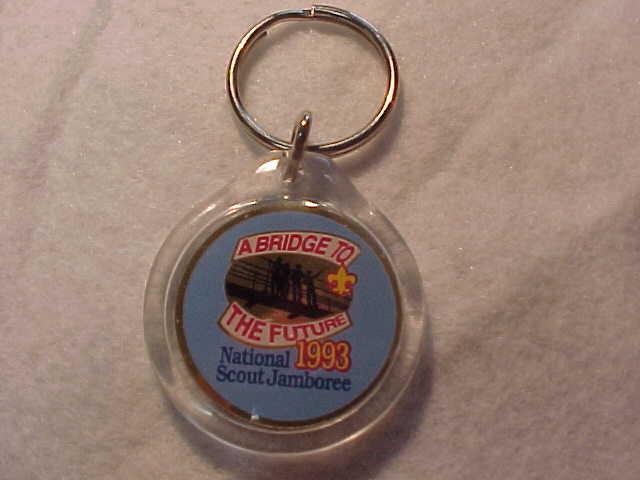 A BRIDGE TO
THE FUTURE
National 1993
Scout Jamboree